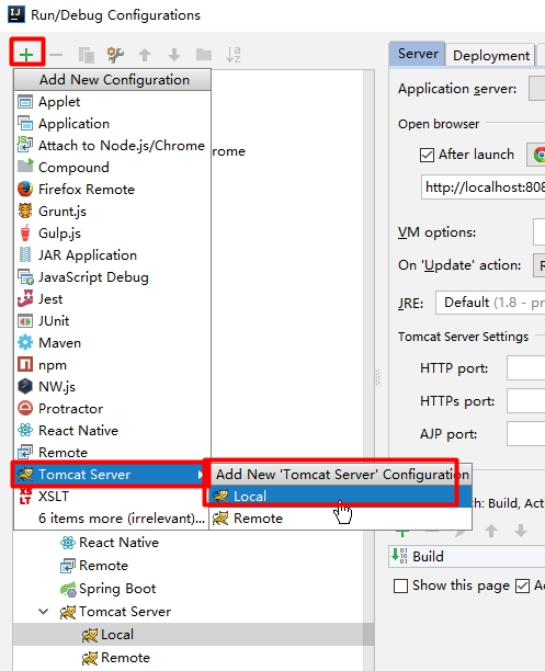 Run/Debug Configurations
Add New Configuration
Applet
Application
Attach to Node.js/Chrome
rome
Compound
Firefox Remote
Grunt.js
Gulp.js
JAR Application
JavaScript Debug
Jest
JUnit
Maven
npm
NW.js
Protractor
React Native
Remote
Tomcat Server
XSLT
6 items more (irrelevant)...
Add New 'Tomcat Server' Configuration
Local
Remote
React Native
Remote
Spring Boot
Tomcat Server
Local
Remote
Server
Deployment
Application server:
Open browser
After launch
http://localhost:808
VM options:
On 'Update' action:
JRE:
Default (1.8 - pro
Tomcat Server Settings
HTTP port:
HTTPs port:
AJP port:
h: Build, Act
Build
Show this page